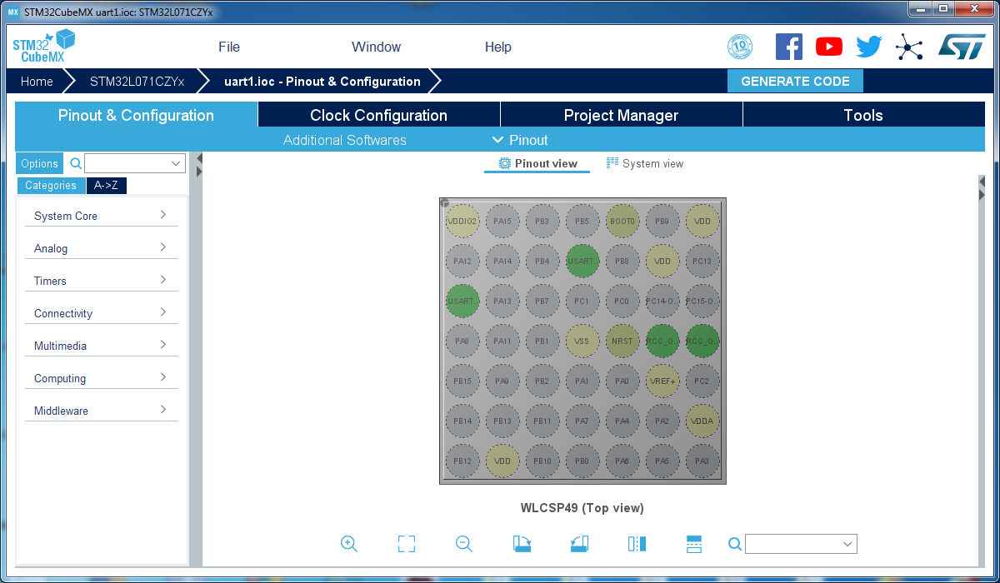 MX STM32CubeMX uart1.ioc: STM32L071CZYx
STM32 CubeMX
File Window Help
10
ST
Home STM32L071CZYx uart1.ioc - Pinout & Configuration GENERATE CODE
Pinout & Configuration Clock Configuration Project Manager Tools
Additional Softwares Pinout
Options
Categories A->Z
System Core
Analog
Timers
Connectivity
Multimedia
Computing
Middleware
Pinout view System view
VDDIO2 PA15 PB3 PB5 BOOT0 PB9 VDD
PA12 PA14 PB4 USART.. PB8 VDD PC13
USART.. PA13 PB7 PC1 PC0 PC14-O.. PC15-O..
PA8 PA11 PB1 VSS NRST RCC_O.. RCC_O..
PB15 PA9 PB2 PA1 PA0 VREF+ PC2
PB14 PB13 PB11 PA7 PA4 PA2 VDDA
PB12 VDD PB10 PB0 PA6 PA5 PA3
WLCSP49 (Top view)